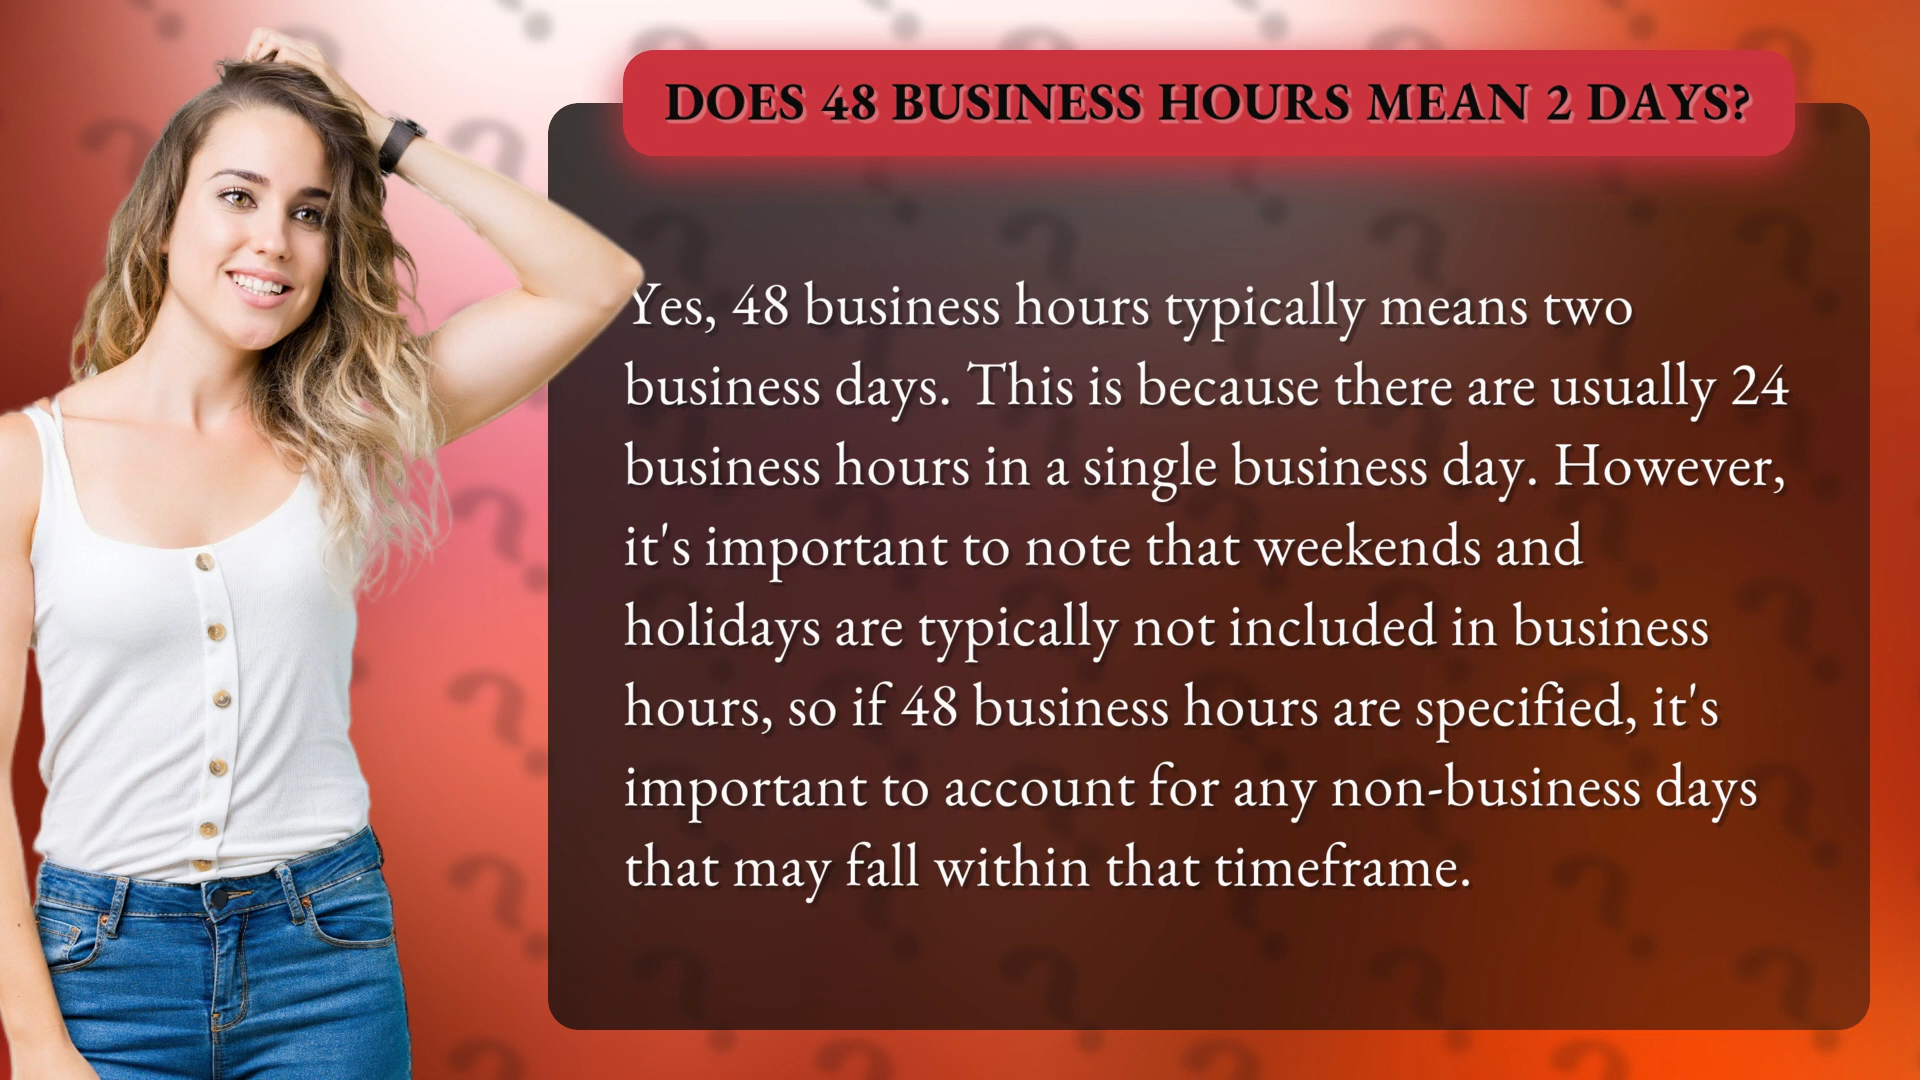 DOES 48 BUSINESS HOURS MEAN 2 DAYS?
Yes, 48 business hours typically means two
business days. This is because there are usually 24
business hours in a single business day. However,
it's important to note that weekends and
holidays are typically not included in business
hours, so if 48 business hours are specified, it's
important to account for any non-business days
that may fall within that timeframe.